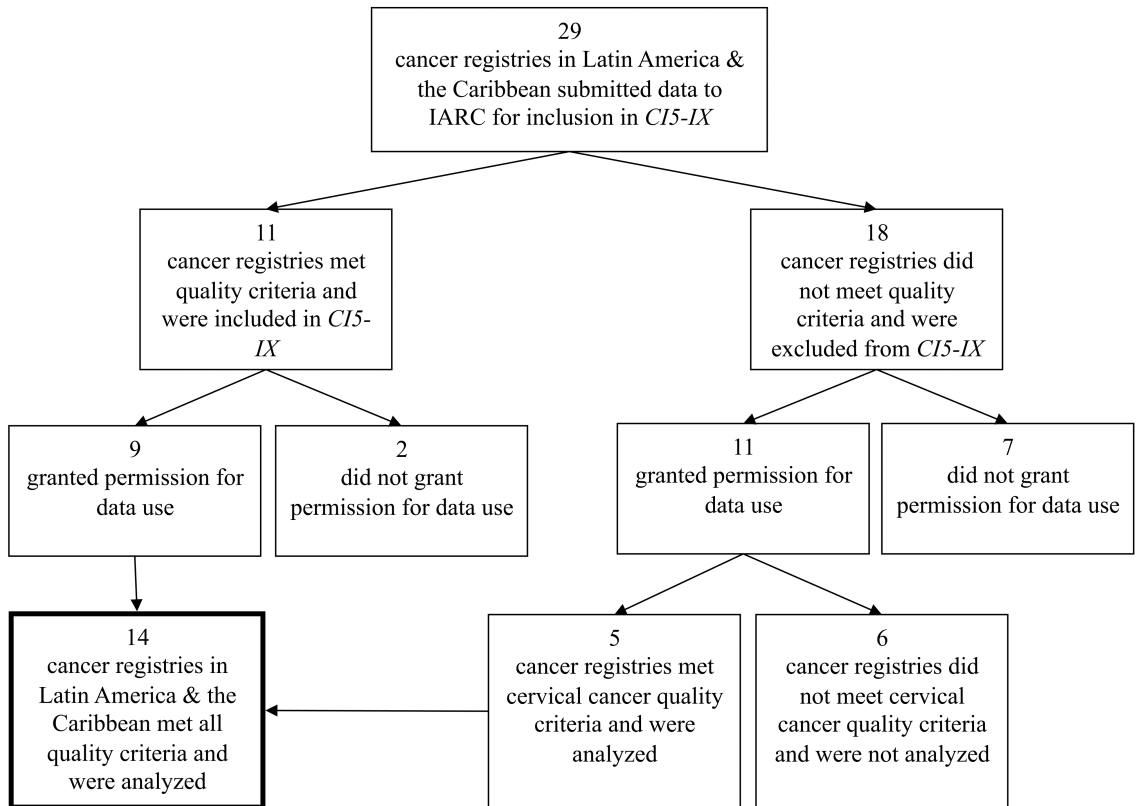 29
cancer registries in Latin America &
the Caribbean submitted data to
IARC for inclusion in CI5-IX
11
cancer registries met
quality criteria and
were included in CI5-
IX
18
cancer registries did
not meet quality
criteria and were
excluded from CI5-IX
9
granted permission for
data use
2
did not grant
permission for data use
11
granted permission for
data use
7
did not grant
permission for data use
14
cancer registries in
Latin America & the
Caribbean met all
quality criteria and
were analyzed
5
cancer registries met
cervical cancer quality
criteria and were
analyzed
6
cancer registries did
not meet cervical
cancer quality criteria
and were not analyzed